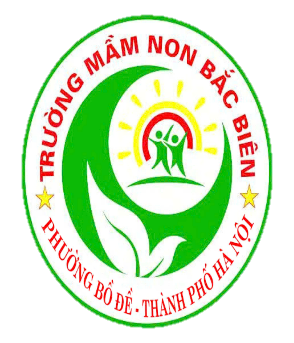 TRƯỜNG MẦM NON BẮC BIÊN
PHƯỜNG BỒ ĐỀ - THÀNH PHỐ HÀ NỘI